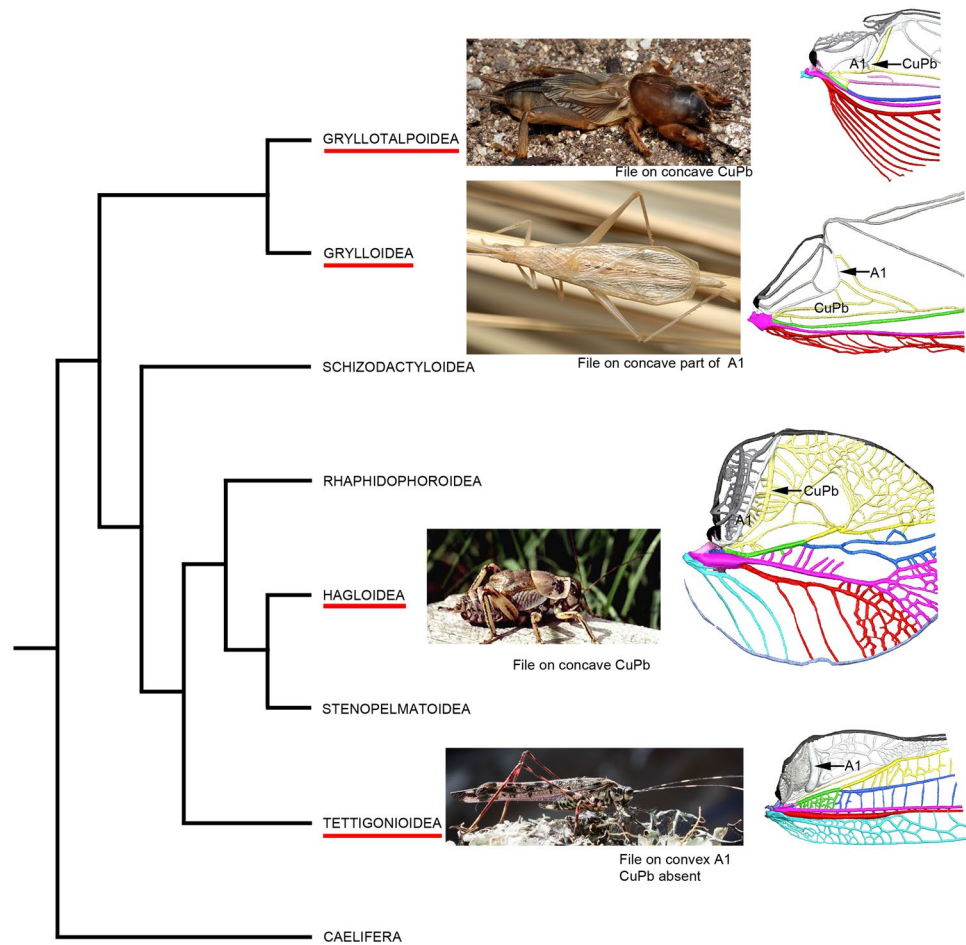 A1
CuPb
GRYLLOTALPOIDEA
File on concave CuPb
GRYLLOIDEA
A1
CuPb
File on concave part of A1
SCHIZODACTYLOIDEA
RHAPHIDOPHOROIDEA
CuPb
A1
HAGLOIDEA
File on concave CuPb
STENOPELMATOIDEA
A1
TETTIGONIOIDEA
File on convex A1
CuPb absent
CAELIFERA